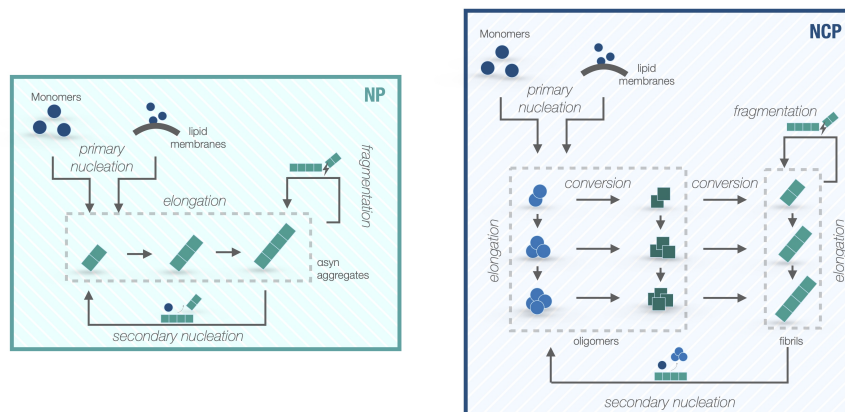 NP
Monomers
lipid
membranes
primary
nucleation
elongation
fragmentation
αsyn
aggregates
secondary nucleation
NCP
Monomers
lipid
membranes
primary
nucleation
fragmentation
conversion
conversion
elongation
elongation
oligomers
fibrils
secondary nucleation